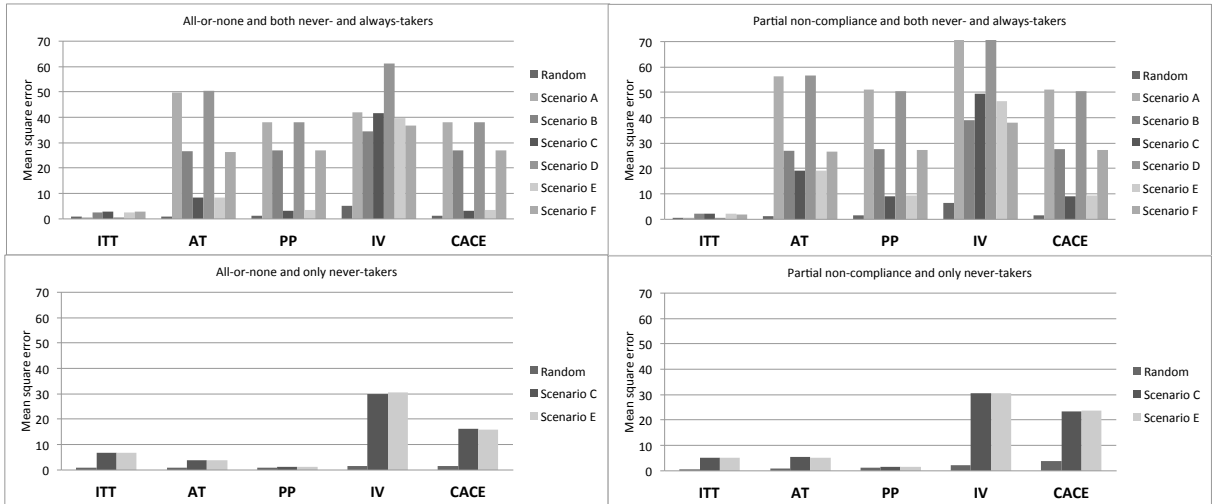 All-or-none and both never- and always-takers
Mean square error
70
60
50
40
30
20
10
0
ITT AT PP IV CACE
Random
Scenario A
Scenario B
Scenario C
Scenario D
Scenario E
Scenario F
Partial non-compliance and both never- and always-takers
Mean square error
70
60
50
40
30
20
10
0
ITT AT PP IV CACE
Random
Scenario A
Scenario B
Scenario C
Scenario D
Scenario E
Scenario F
All-or-none and only never-takers
Mean square error
70
60
50
40
30
20
10
0
ITT AT PP IV CACE
Random
Scenario C
Scenario E
Partial non-compliance and only never-takers
Mean square error
70
60
50
40
30
20
10
0
ITT AT PP IV CACE
Random
Scenario C
Scenario E